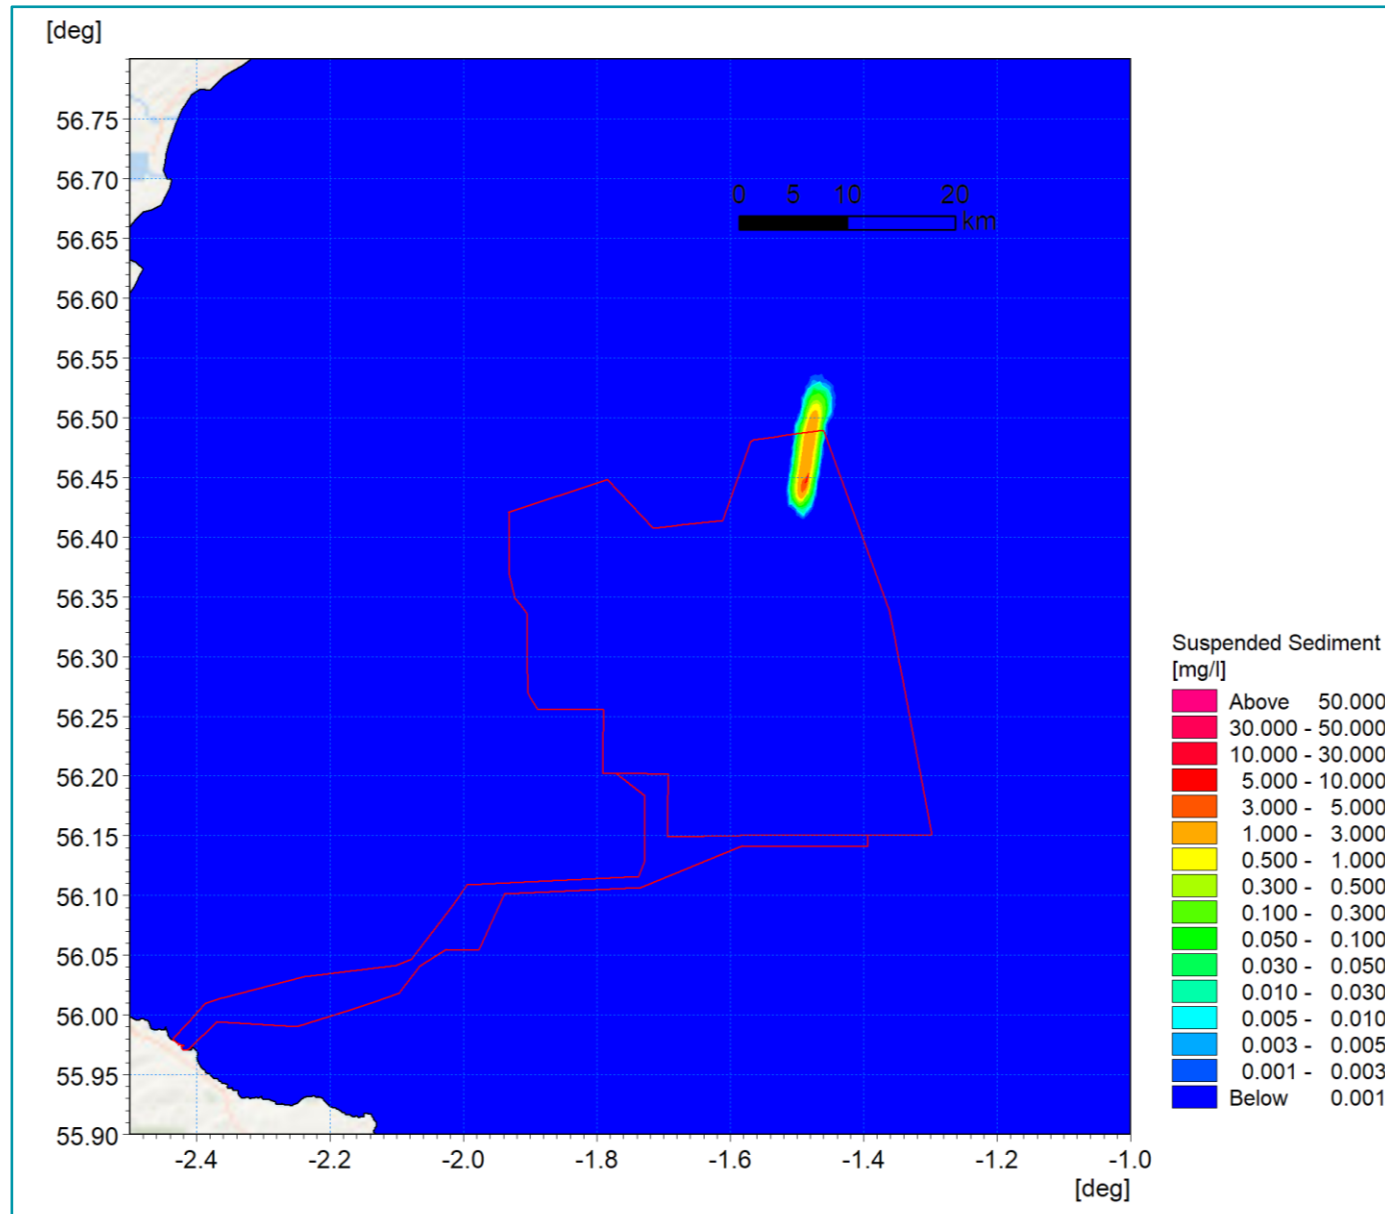 [deg]
56.75
56.70
56.65
56.60
56.55
56.50
56.45
56.40
56.35
56.30
56.25
56.20
56.15
56.10
56.05
56.00
55.95
55.90
0 5 10 20
km
-2.4 -2.2 -2.0 -1.8 -1.6 -1.4 -1.2 -1.0
[deg]
Suspended Sediment
[mg/l]
Above 50.000
30.000 - 50.000
10.000 - 30.000
5.000 - 10.000
3.000 - 5.000
1.000 - 3.000
0.500 - 1.000
0.300 - 0.500
0.100 - 0.300
0.050 - 0.100
0.030 - 0.050
0.010 - 0.030
0.005 - 0.010
0.003 - 0.005
0.001 - 0.003
Below 0.001